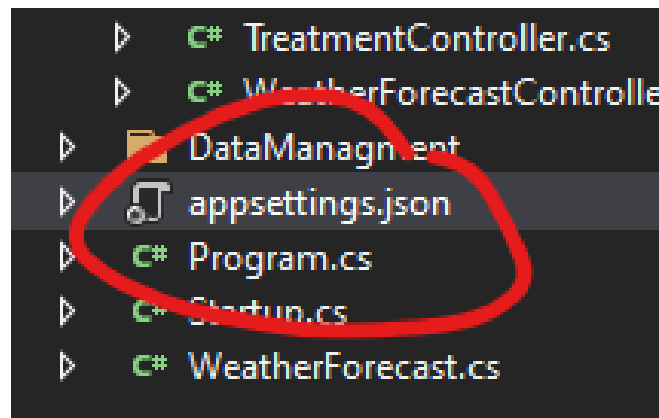 C# TreatmentController.cs
C# WeatherForecastControlle
DataManagment
appsettings.json
C# Program.cs
C# Startup.cs
C# WeatherForecast.cs